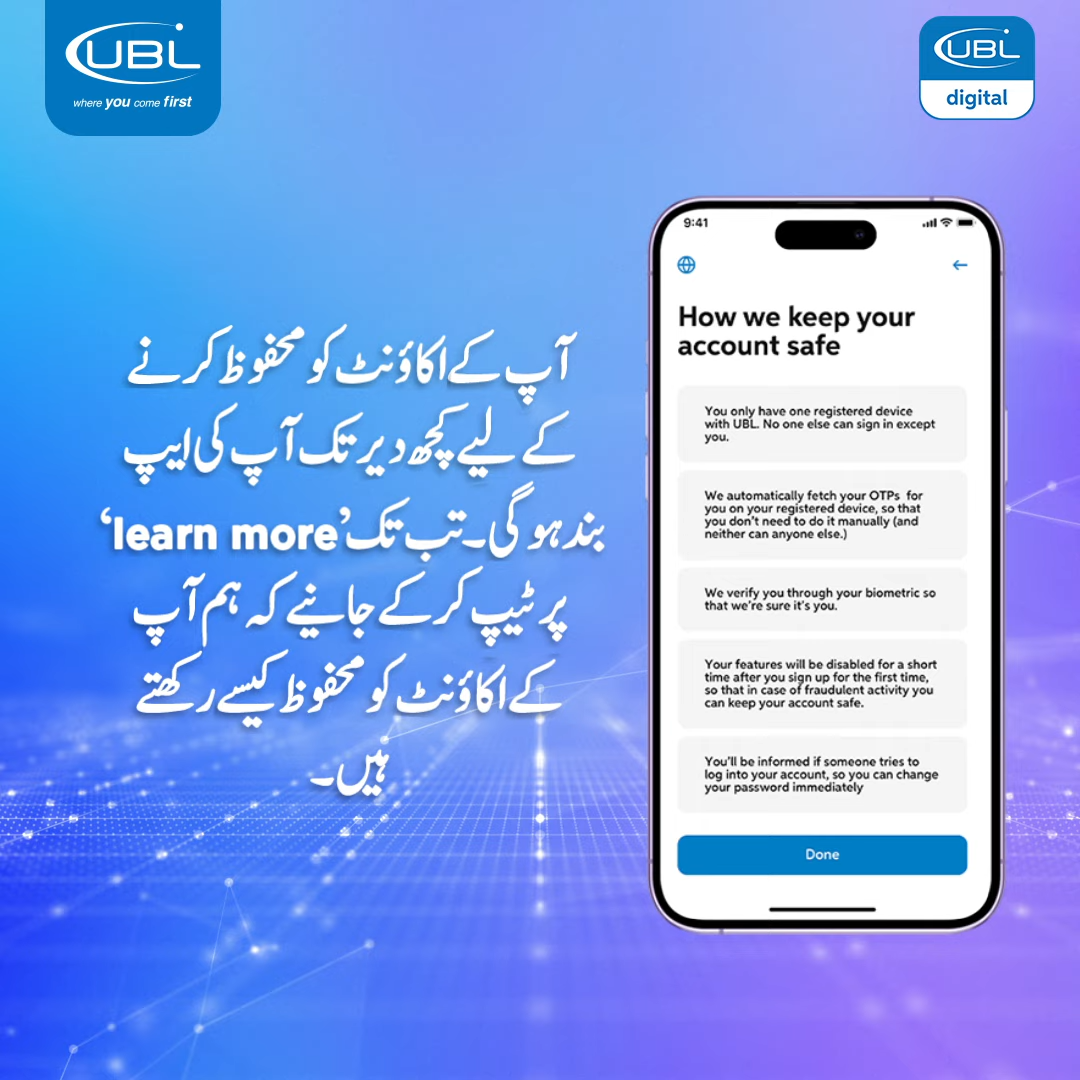 UBL
where you come first
UBL
digital
آپ کے اکاؤنٹ کو محفوظ کرنے
کے لیے کچھ دیر تک آپ کی ایپ
بند ہو گی۔ تب تک ’learn more‘
پر ٹیپ کر کے جانیے کہ ہم آپ
کے اکاؤنٹ کو محفوظ کیسے رکھتے
ہیں۔
9:41
How we keep your
account safe
You only have one registered device
with UBL. No one else can sign in except
you.
We automatically fetch your OTPs for
you on your registered device, so that
you don't need to do it manually (and
neither can anyone else.)
We verify you through your biometric so
that we're sure it's you.
Your features will be disabled for a short
time after you sign up for the first time,
so that in case of fraudulent activity you
can keep your account safe.
You'll be informed if someone tries to
log into your account, so you can change
your password immediately
Done